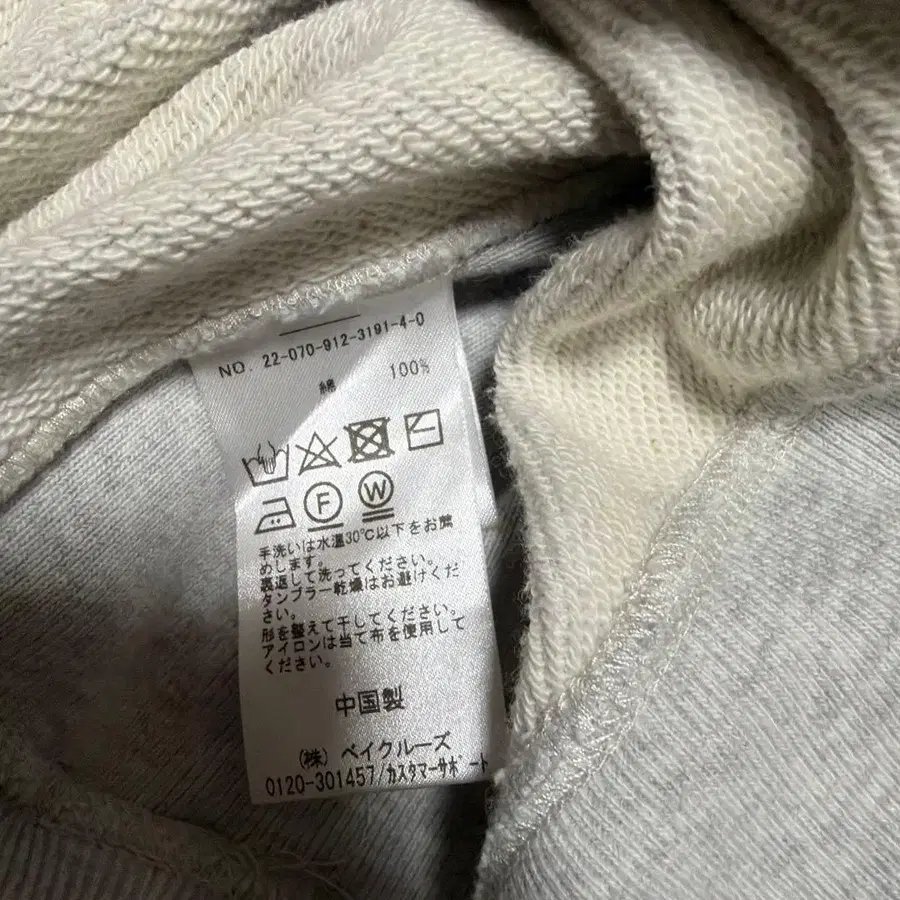 NO. 22-070-912-3191-4-0
綿 100%
F W
手洗いは水温30℃以下をお薦
めします。
裏返して洗ってください。
タンブラー乾燥はお避けくだ
さい。
形を整えて干してください。
アイロンは当て布を使用して
ください。
中国製
(株) ベイクルーズ
0120-301457/カスタマーサポート